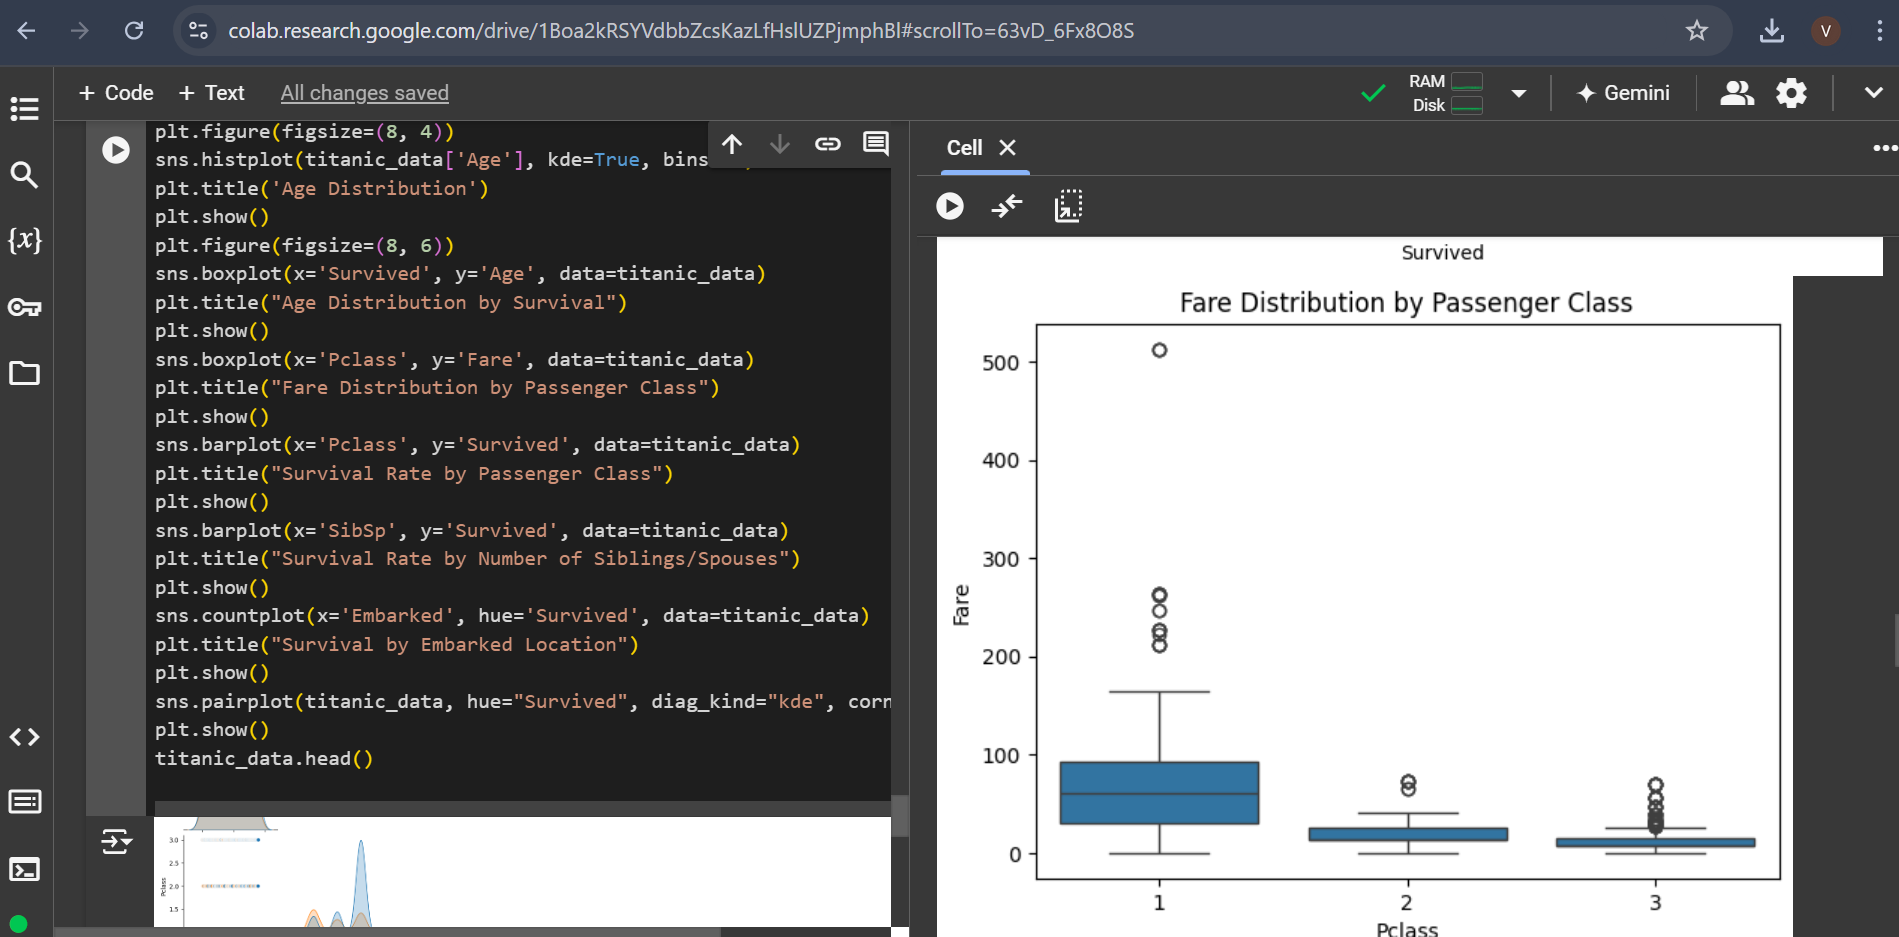 colab.research.google.com/drive/1Boa2kRSYVdbbZcsKazLfHslUZPjmphBl#scrollTo=63vD_6Fx8O8S
V
+ Code + Text All changes saved
RAM
Disk
Gemini
plt.figure(figsize=(8, 4))
sns.histplot(titanic_data['Age'], kde=True, bins
plt.title('Age Distribution')
plt.show()
plt.figure(figsize=(8, 6))
sns.boxplot(x='Survived', y='Age', data=titanic_data)
plt.title("Age Distribution by Survival")
plt.show()
sns.boxplot(x='Pclass', y='Fare', data=titanic_data)
plt.title("Fare Distribution by Passenger Class")
plt.show()
sns.barplot(x='Pclass', y='Survived', data=titanic_data)
plt.title("Survival Rate by Passenger Class")
plt.show()
sns.barplot(x='SibSp', y='Survived', data=titanic_data)
plt.title("Survival Rate by Number of Siblings/Spouses")
plt.show()
sns.countplot(x='Embarked', hue='Survived', data=titanic_data)
plt.title("Survival by Embarked Location")
plt.show()
sns.pairplot(titanic_data, hue="Survived", diag_kind="kde", corn
plt.show()
titanic_data.head()
3.0
2.5
2.0
1.5
Pclass
Cell
Survived
Fare Distribution by Passenger Class
500
400
300
200
100
0
Fare
1 2 3
Pclass
{x}